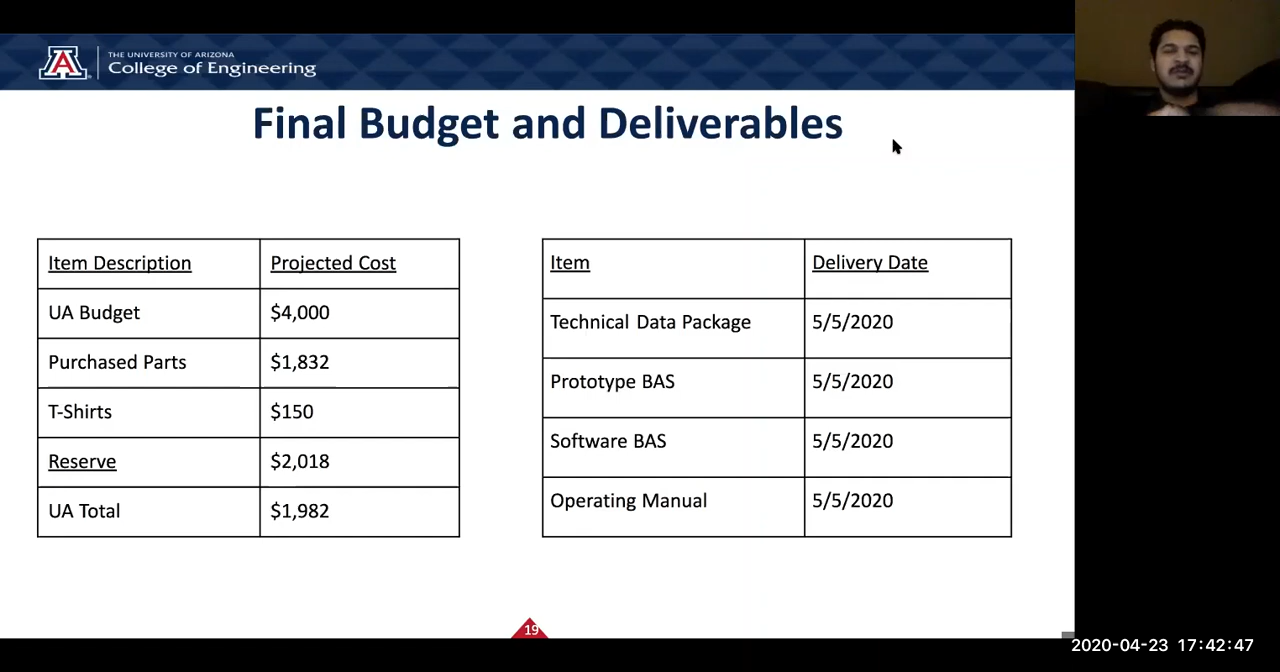 THE UNIVERSITY OF ARIZONA
College of Engineering
Final Budget and Deliverables
Item Description Projected Cost
UA Budget $4,000
Purchased Parts $1,832
T-Shirts $150
Reserve $2,018
UA Total $1,982
Item Delivery Date
Technical Data Package 5/5/2020
Prototype BAS 5/5/2020
Software BAS 5/5/2020
Operating Manual 5/5/2020
19
2020-04-23 17:42:47